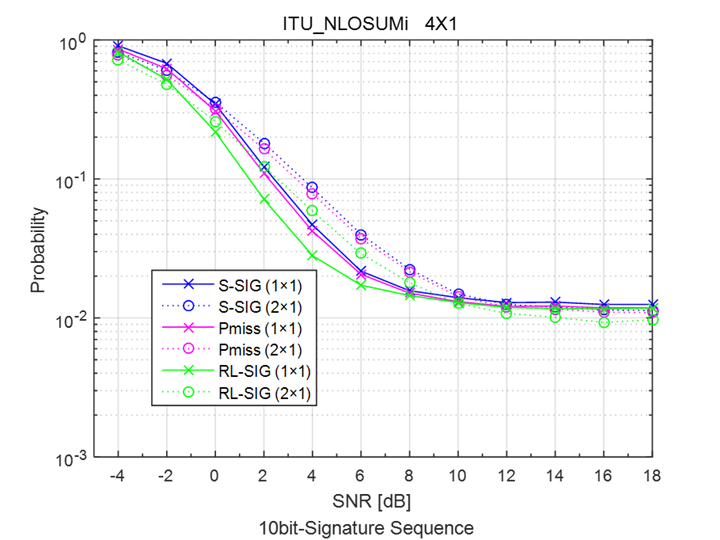 ITU_NLOSUMi 4X1
10^0
10^-1
10^-2
10^-3
Probability
S-SIG (1×1)
S-SIG (2×1)
Pmiss (1×1)
Pmiss (2×1)
RL-SIG (1×1)
RL-SIG (2×1)
-4 -2 0 2 4 6 8 10 12 14 16 18
SNR [dB]
10bit-Signature Sequence